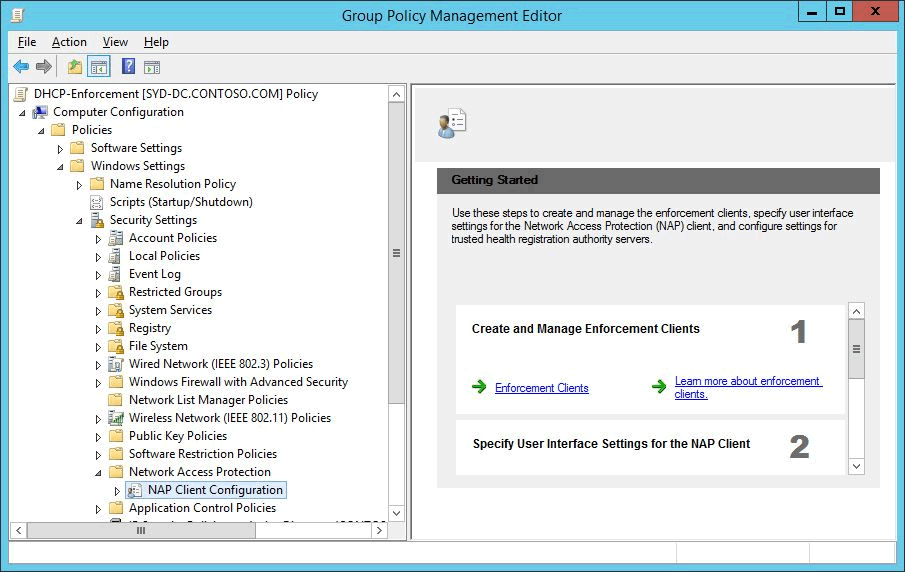 Group Policy Management Editor
File Action View Help
DHCP-Enforcement [SYD-DC.CONTOSO.COM] Policy
Computer Configuration
Policies
Software Settings
Windows Settings
Name Resolution Policy
Scripts (Startup/Shutdown)
Security Settings
Account Policies
Local Policies
Event Log
Restricted Groups
System Services
Registry
File System
Wired Network (IEEE 802.3) Policies
Windows Firewall with Advanced Security
Network List Manager Policies
Wireless Network (IEEE 802.11) Policies
Public Key Policies
Software Restriction Policies
Network Access Protection
NAP Client Configuration
Application Control Policies
Getting Started
Use these steps to create and manage the enforcement clients, specify user interface
settings for the Network Access Protection (NAP) client, and configure settings for
trusted health registration authority servers.
Create and Manage Enforcement Clients 1
Enforcement Clients
Learn more about enforcement
clients.
Specify User Interface Settings for the NAP Client 2